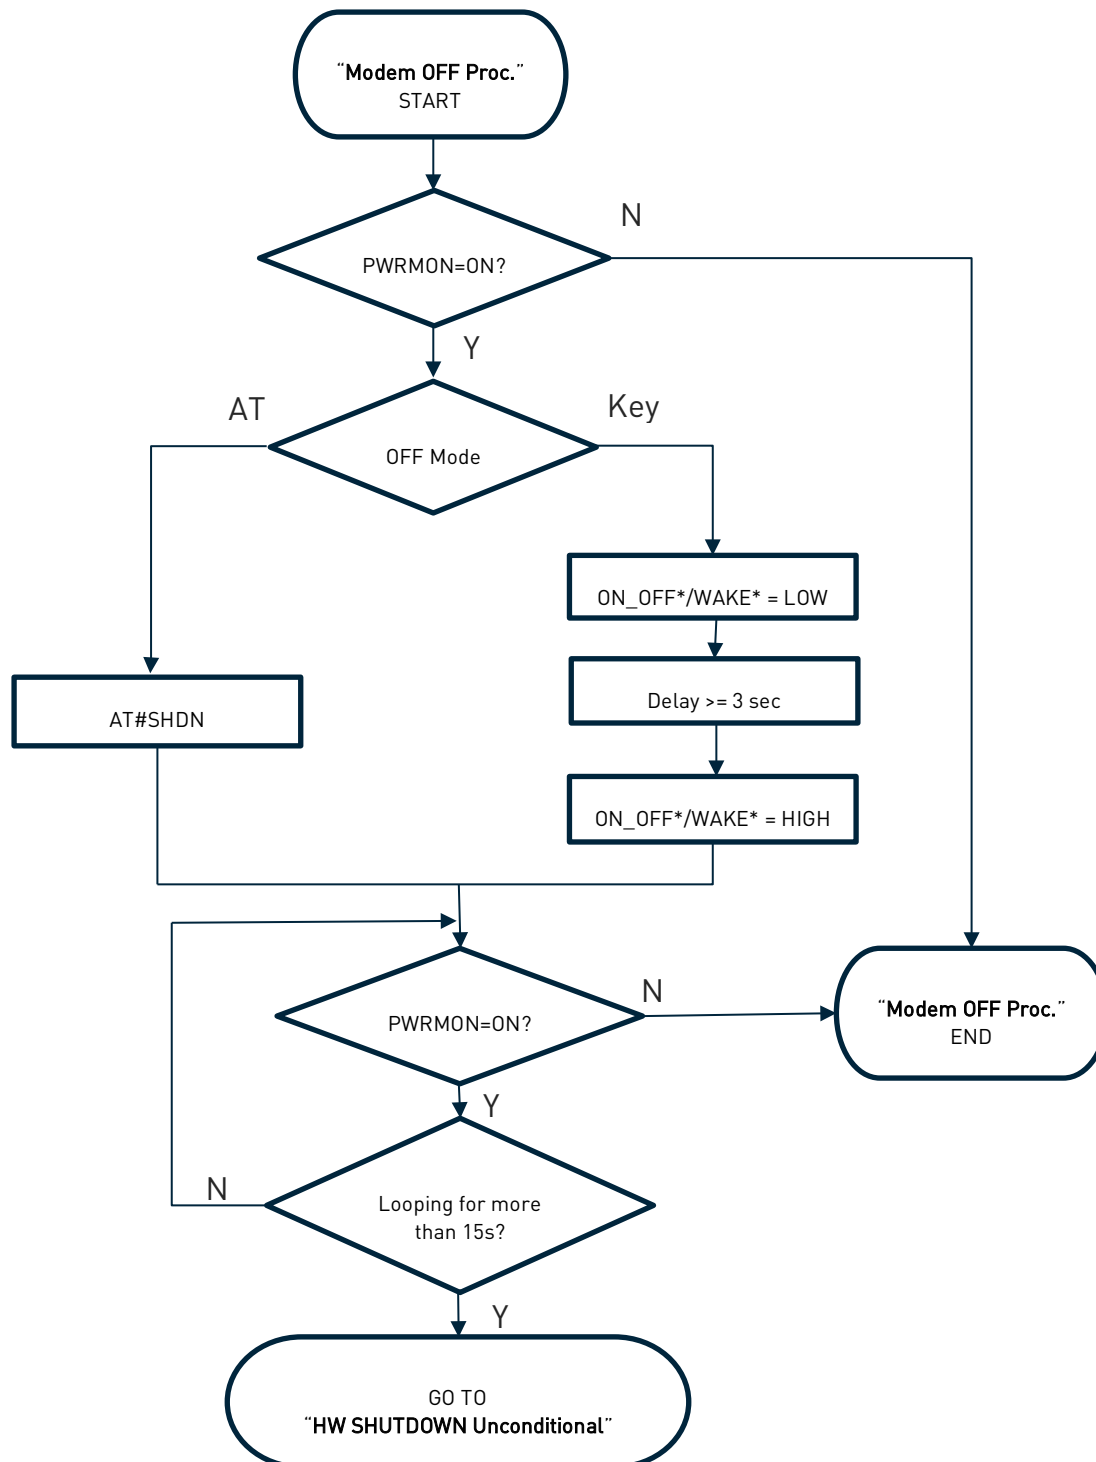 “Modem OFF Proc.”
START
N
PWRMON=ON?
Y
AT
Key
OFF Mode
ON_OFF*/WAKE* = LOW
Delay >= 3 sec
AT#SHDN
ON_OFF*/WAKE* = HIGH
N
PWRMON=ON?
“Modem OFF Proc.”
END
Y
N
Looping for more
than 15s?
Y
GO TO
“HW SHUTDOWN Unconditional”